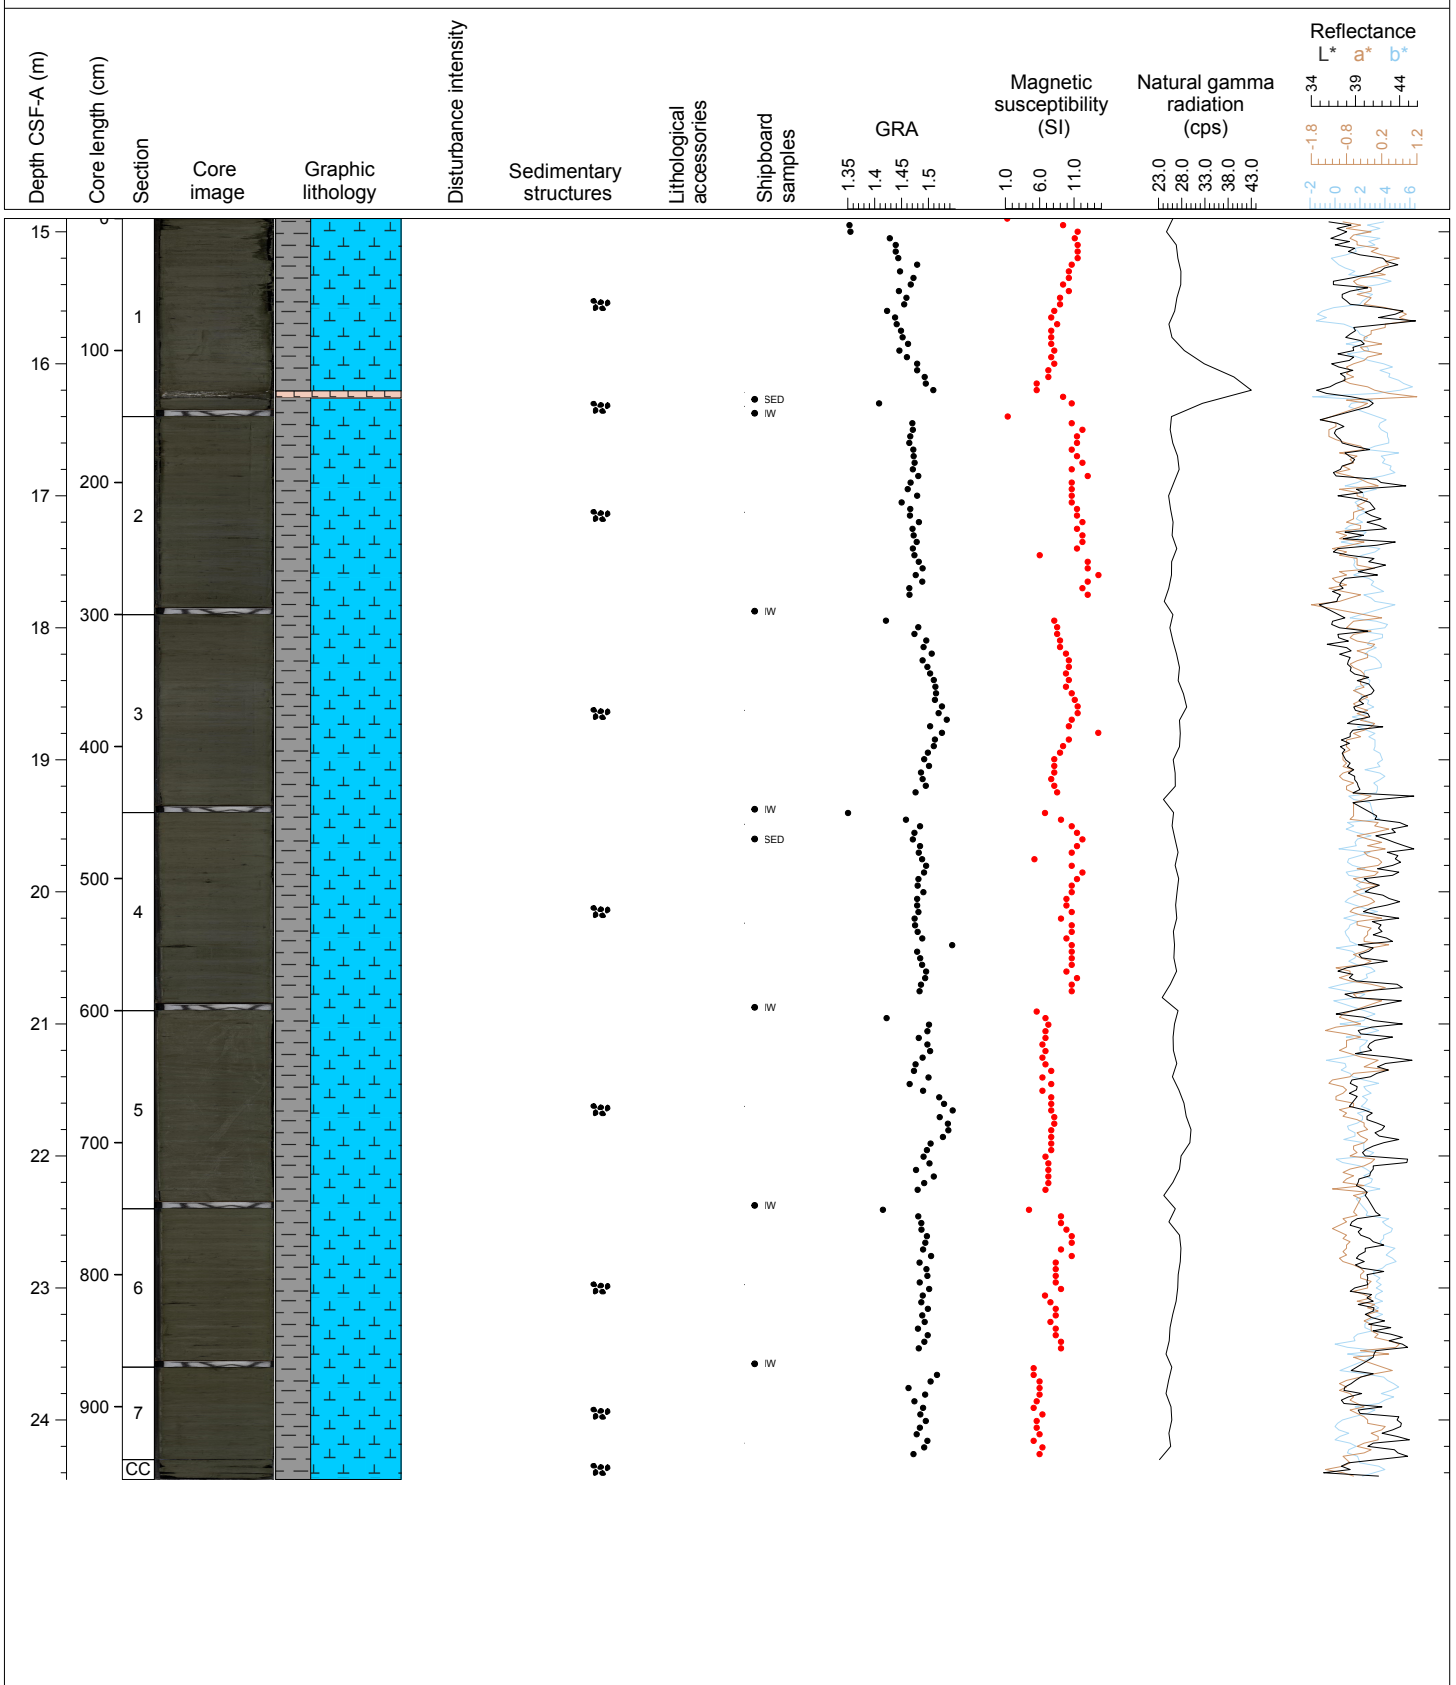 Depth CSF-A (m)
Core length (cm)
Section
Core
image
Graphic
lithology
Disturbance intensity
Sedimentary
structures
Lithological
accessories
Shipboard
samples
GRA
1.35
1.4
1.45
1.5
Magnetic
susceptibility
(SI)
1.0
6.0
11.0
Natural gamma
radiation
(cps)
23.0
28.0
33.0
38.0
43.0
Reflectance
L* a* b*
34
39
44
-1.8
-0.8
0.2
1.2
-2
0
2
4
6
15
16
17
18
19
20
21
22
23
24
0
100
200
300
400
500
600
700
800
900
1
2
3
4
5
6
7
CC
SED
IW
IW
IW
SED
IW
IW
IW